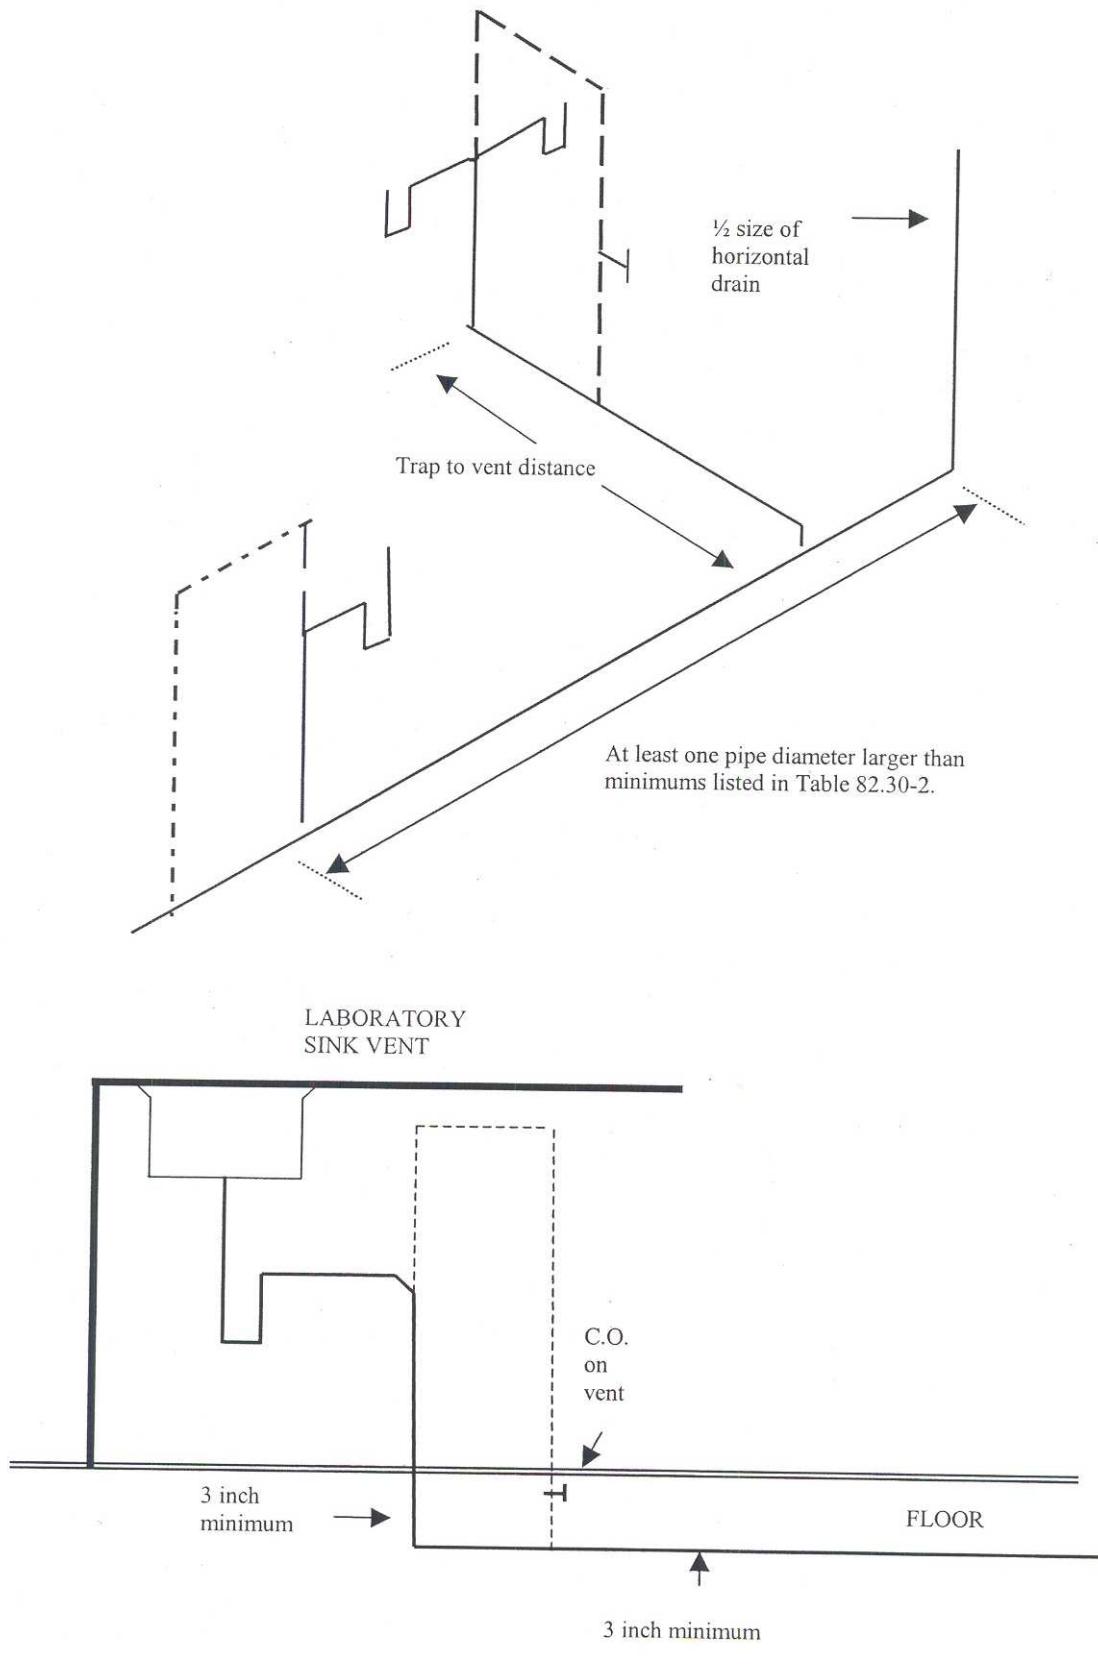 ½ size of
horizontal
drain
Trap to vent distance
At least one pipe diameter larger than
minimums listed in Table 82.30-2.
LABORATORY
SINK VENT
C.O.
on
vent
3 inch
minimum
FLOOR
3 inch minimum